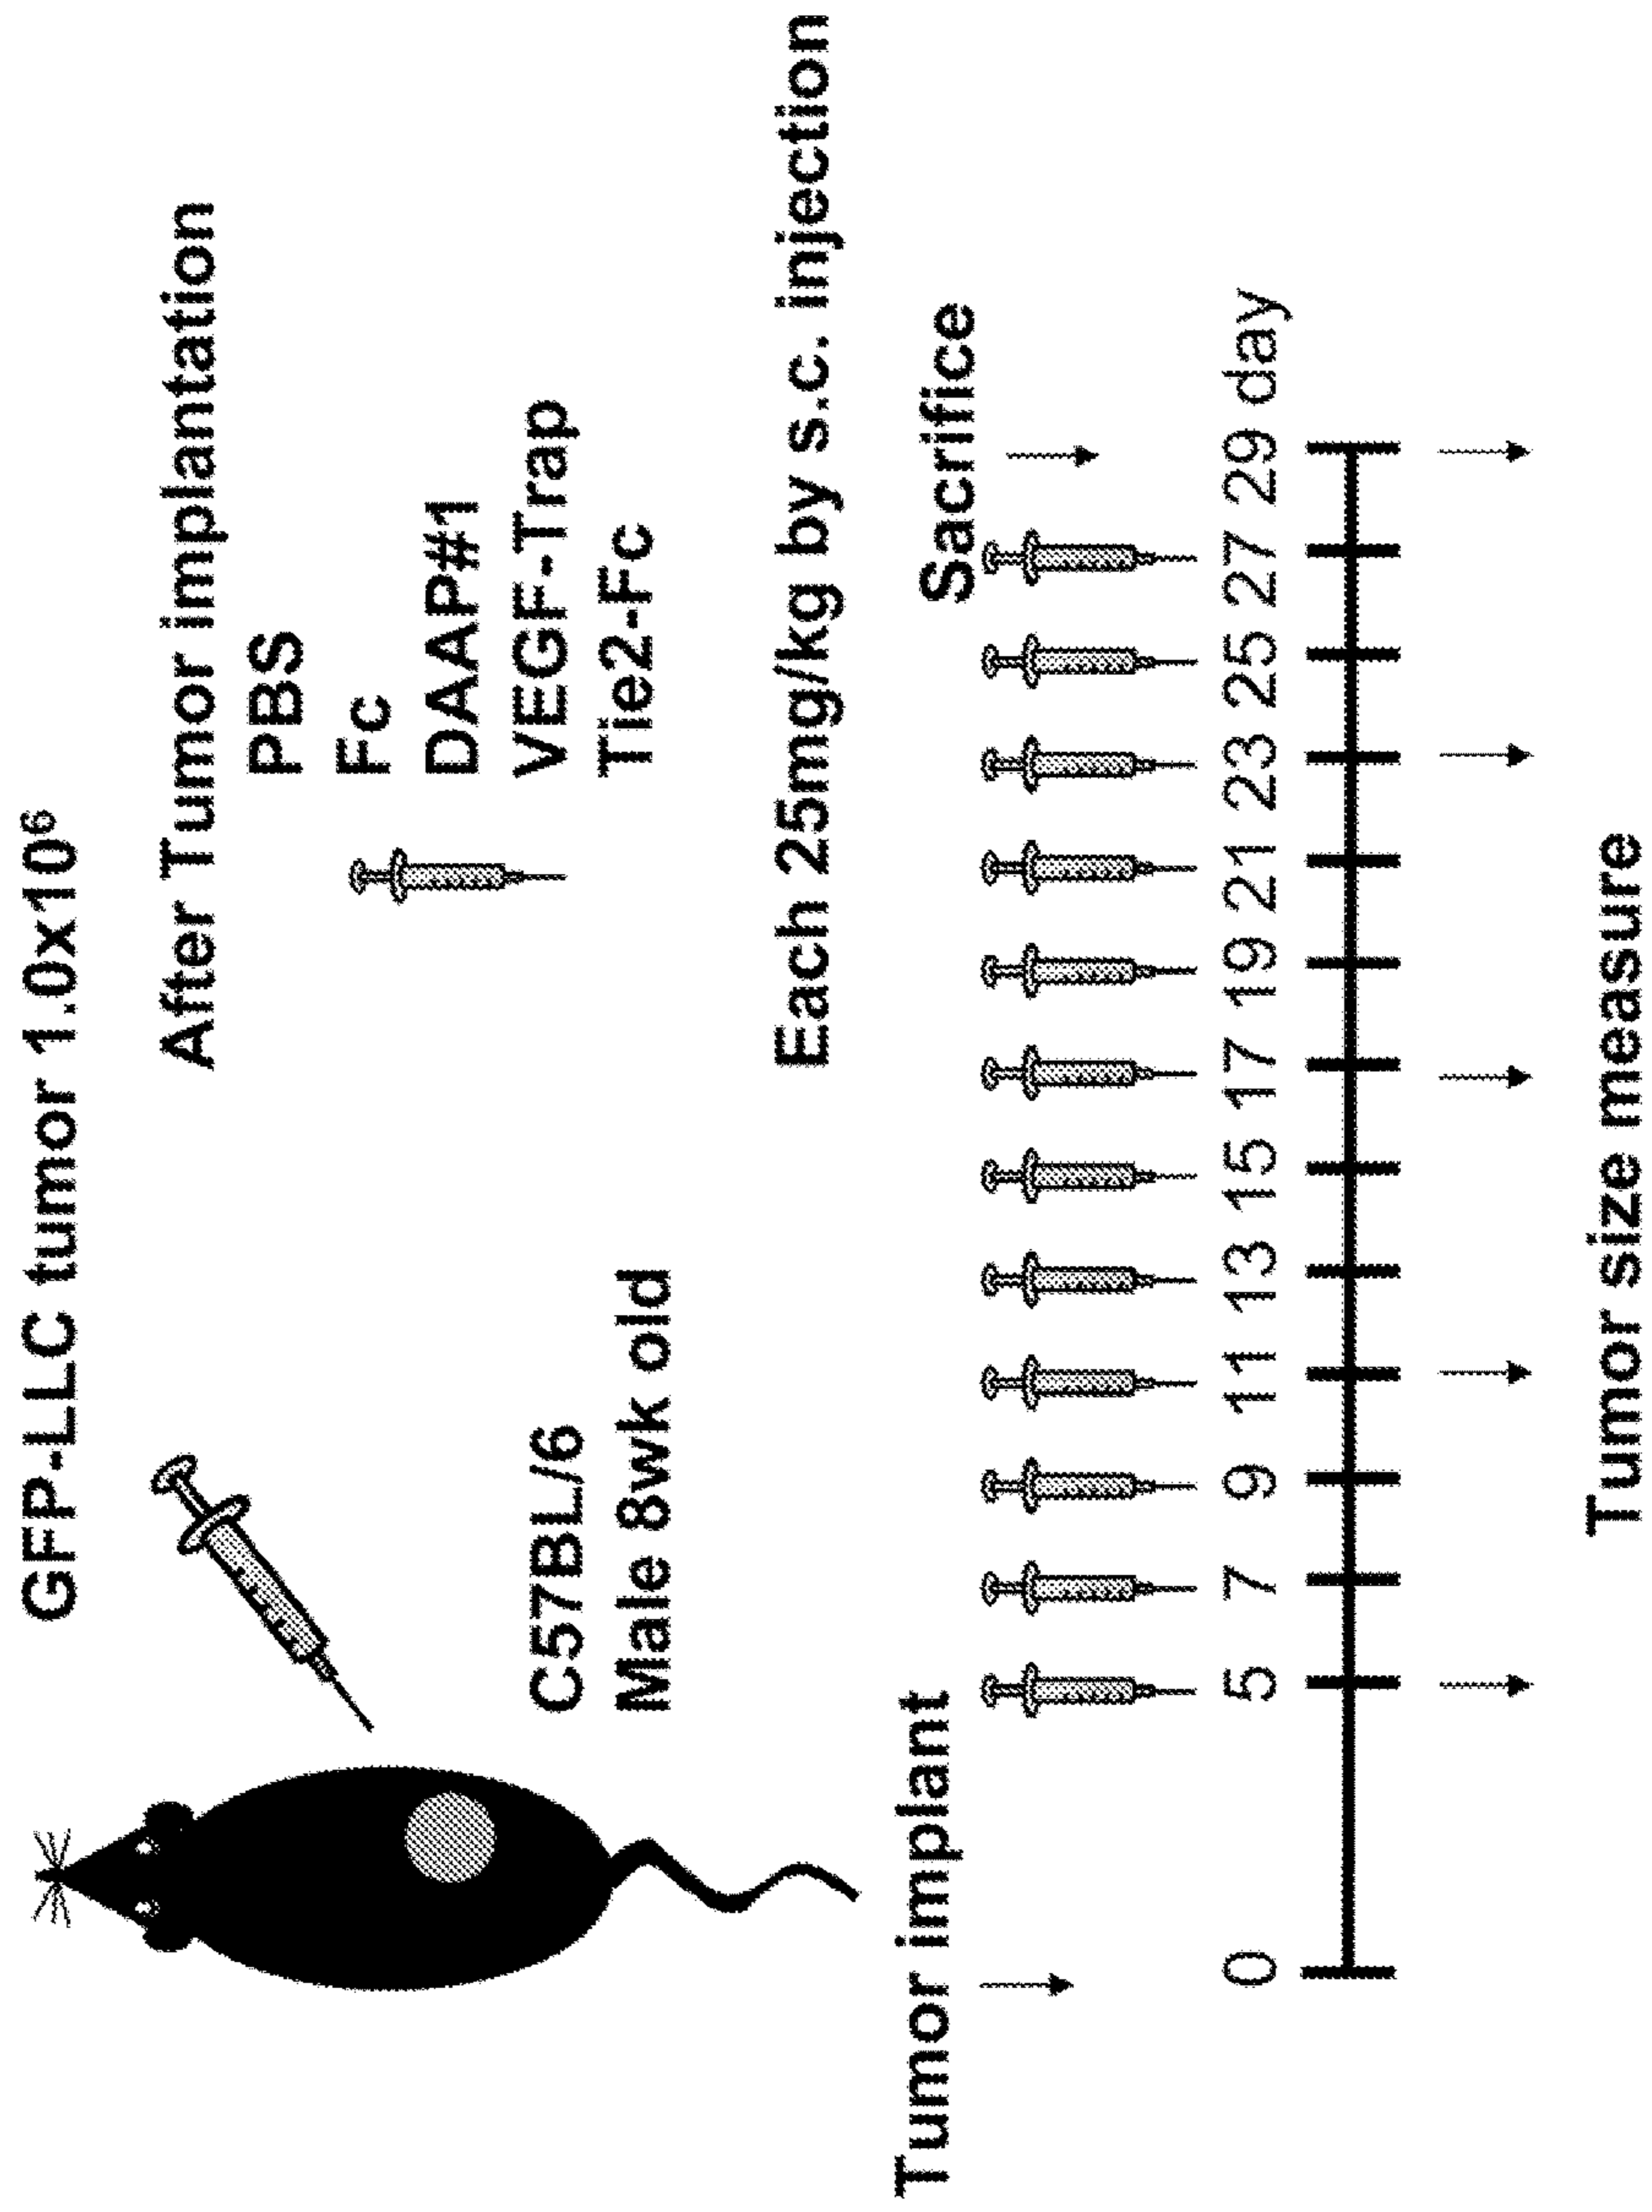 GFP-LLC tumor 1.0x10⁶
After Tumor implantation
PBS
Fc
DAAP#1
VEGF-Trap
Tie2-Fc
C57BL/6
Male 8wk old
Each 25mg/kg by s.c. injection
Tumor implant
Sacrifice
0 5 7 9 11 13 15 17 19 21 23 25 27 29 day
Tumor size measure